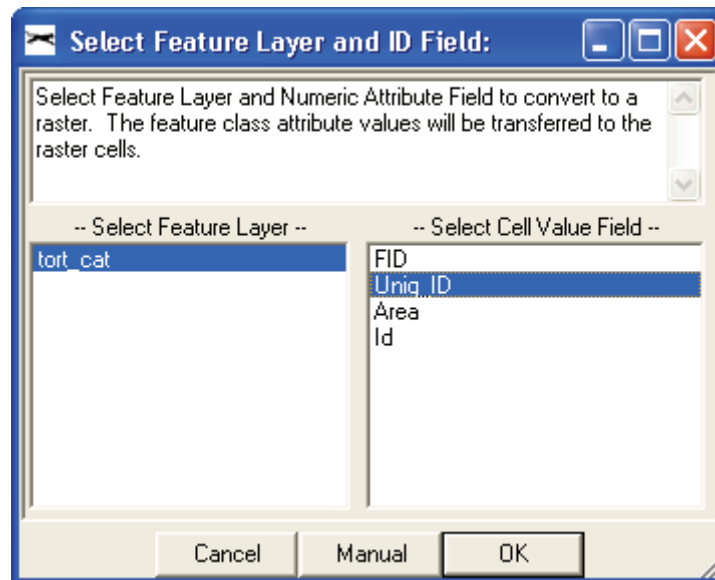 Select Feature Layer and ID Field:
Select Feature Layer and Numeric Attribute Field to convert to a
raster. The feature class attribute values will be transferred to the
raster cells.
-- Select Feature Layer --
-- Select Cell Value Field --
tort_cat
FID
Uniq_ID
Area
Id
Cancel
Manual
OK